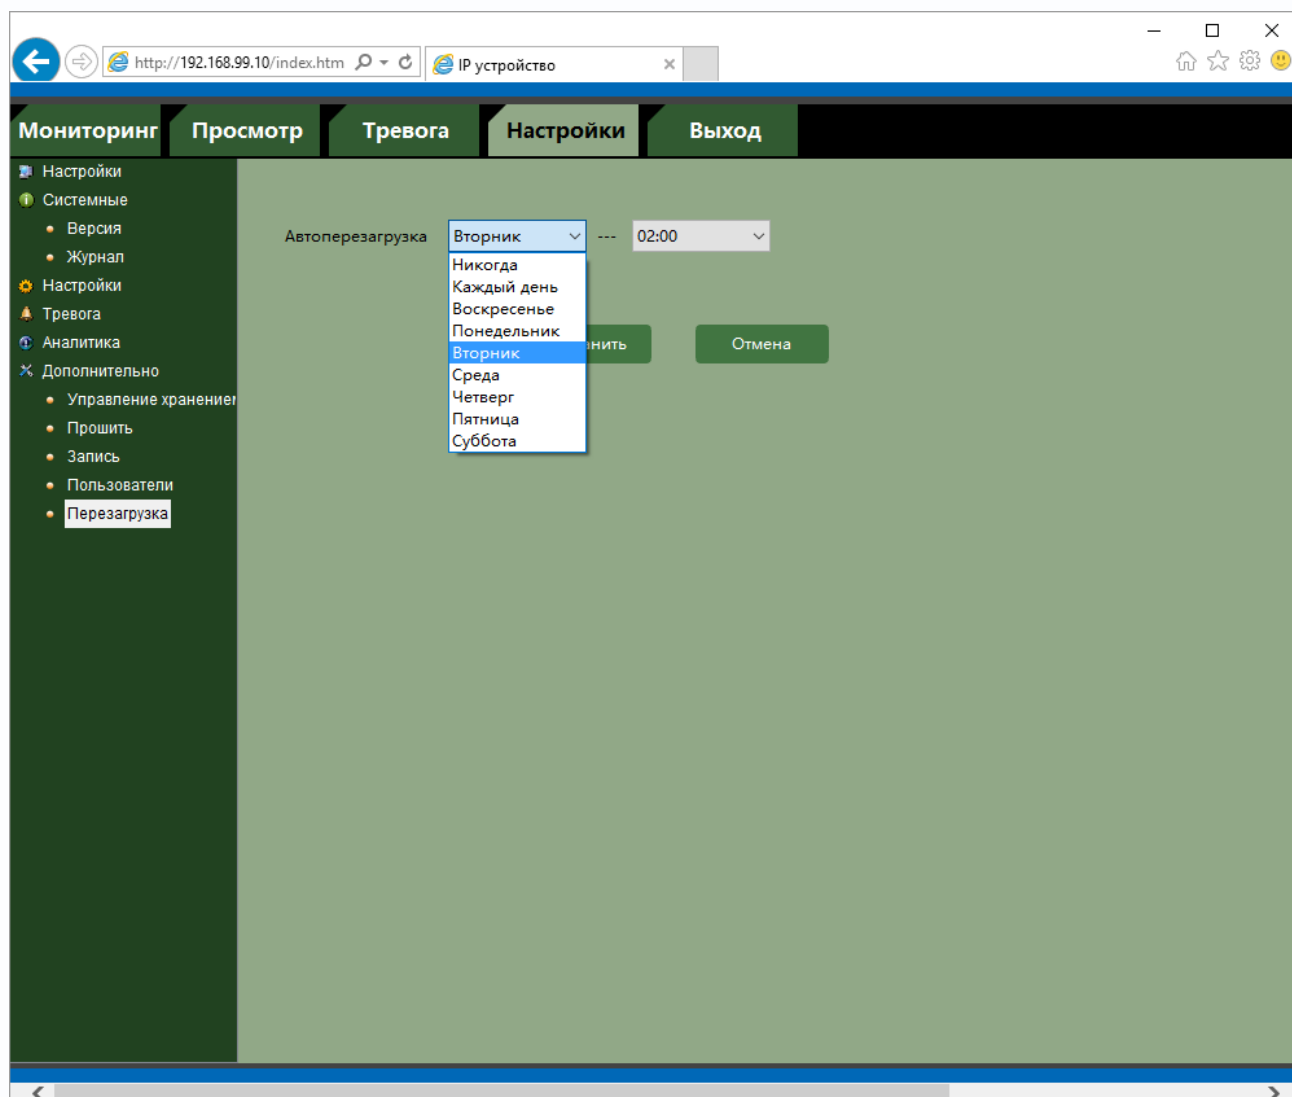 http://192.168.99.10/index.htm
IP устройство
Мониторинг Просмотр Тревога Настройки Выход
Настройки
Системные
Версия
Журнал
Настройки
Тревога
Аналитика
Дополнительно
Управление хранением
Прошить
Запись
Пользователи
Перезагрузка
Автоперезагрузка Вторник --- 02:00
Никогда
Каждый день
Воскресенье
Понедельник
Вторник
Среда
Четверг
Пятница
Суббота
нить Отмена